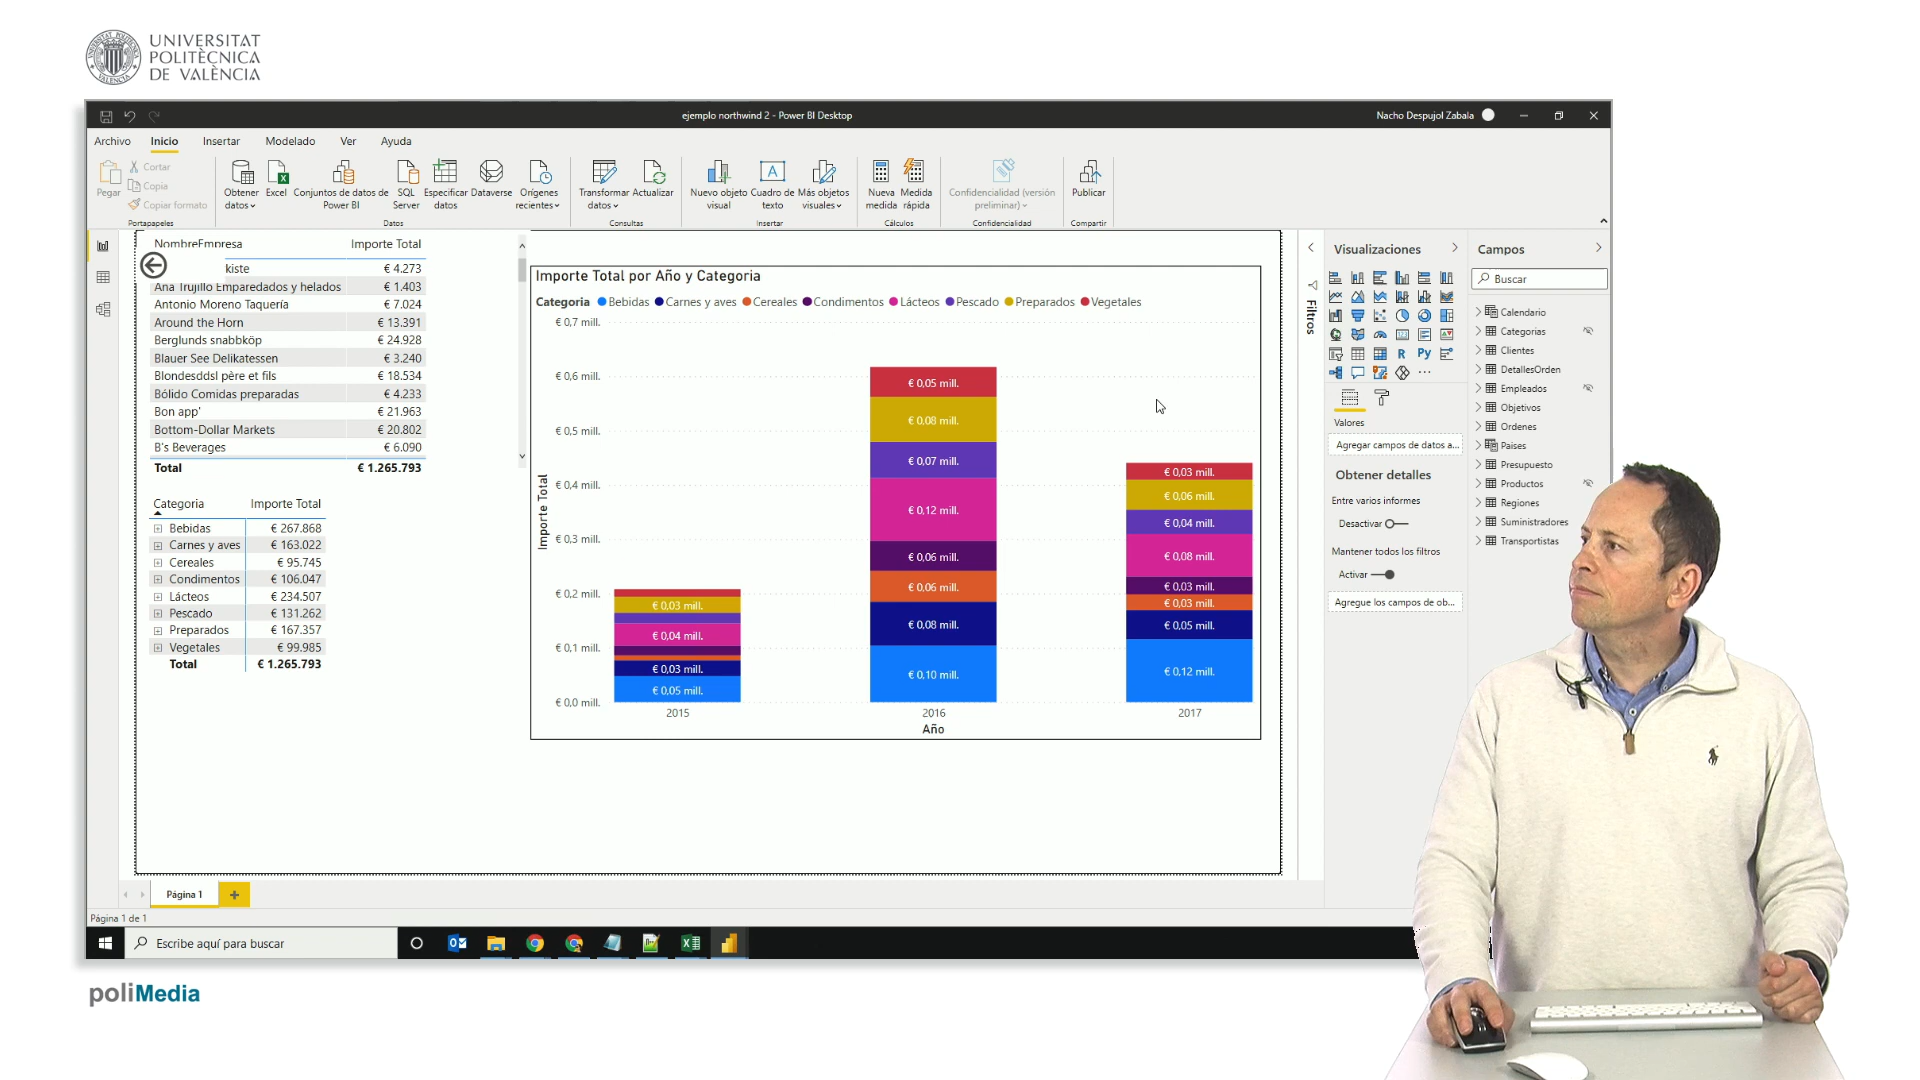 UNIVERSITAT
POLITÈCNICA
DE VALÈNCIA
ejemplo northwind 2 - Power BI Desktop
Nacho Despujol Zabala
Archivo Inicio Insertar Modelado Ver Ayuda
Pegar
Cortar
Copia
Copiar formato
Portapapeles
Obtener datos
Excel
Conjuntos de datos de Power BI
SQL Server
Especificar datos
Dataverse
Orígenes recientes
Datos
Transformar datos
Actualizar
Consultas
Nuevo objeto visual
Cuadro de texto
Más objetos visuales
Insertar
Nueva medida
Medida rápida
Cálculos
Confidencialidad (versión preliminar)
Confidencialidad
Publicar
Compartir
NombreEmpresa Importe Total
kiste € 4.273
Ana Trujillo Emparedados y helados € 1.403
Antonio Moreno Taquería € 7.024
Around the Horn € 13.391
Berglunds snabbköp € 24.928
Blauer See Delikatessen € 3.240
Blondesddsl père et fils € 18.534
Bólido Comidas preparadas € 4.233
Bon app' € 21.963
Bottom-Dollar Markets € 20.802
B's Beverages € 6.090
Total € 1.265.793
Categoria Importe Total
Bebidas € 267.868
Carnes y aves € 163.022
Cereales € 95.745
Condimentos € 106.047
Lácteos € 234.507
Pescado € 131.262
Preparados € 167.357
Vegetales € 99.985
Total € 1.265.793
Importe Total por Año y Categoria
Categoria Bebidas Carnes y aves Cereales Condimentos Lácteos Pescado Preparados Vegetales
€ 0,7 mill.
€ 0,6 mill.
€ 0,5 mill.
€ 0,4 mill.
€ 0,3 mill.
€ 0,2 mill.
€ 0,1 mill.
€ 0,0 mill.
Importe Total
€ 0,03 mill.
€ 0,04 mill.
€ 0,03 mill.
€ 0,05 mill.
€ 0,05 mill.
€ 0,08 mill.
€ 0,07 mill.
€ 0,12 mill.
€ 0,06 mill.
€ 0,06 mill.
€ 0,08 mill.
€ 0,10 mill.
€ 0,03 mill.
€ 0,06 mill.
€ 0,04 mill.
€ 0,08 mill.
€ 0,03 mill.
€ 0,03 mill.
€ 0,05 mill.
€ 0,12 mill.
2015 2016 2017
Año
Filtros
Visualizaciones
R Py
Valores
Agregar campos de datos a...
Obtener detalles
Entre varios informes
Desactivar
Mantener todos los filtros
Activar
Agregue los campos de ob...
Campos
Buscar
Calendario
Categorias
Clientes
DetallesOrden
Empleados
Objetivos
Ordenes
Paises
Presupuesto
Productos
Regiones
Suministradores
Transportistas
Página 1
Página 1 de 1
Escribe aquí para buscar
poliMedia